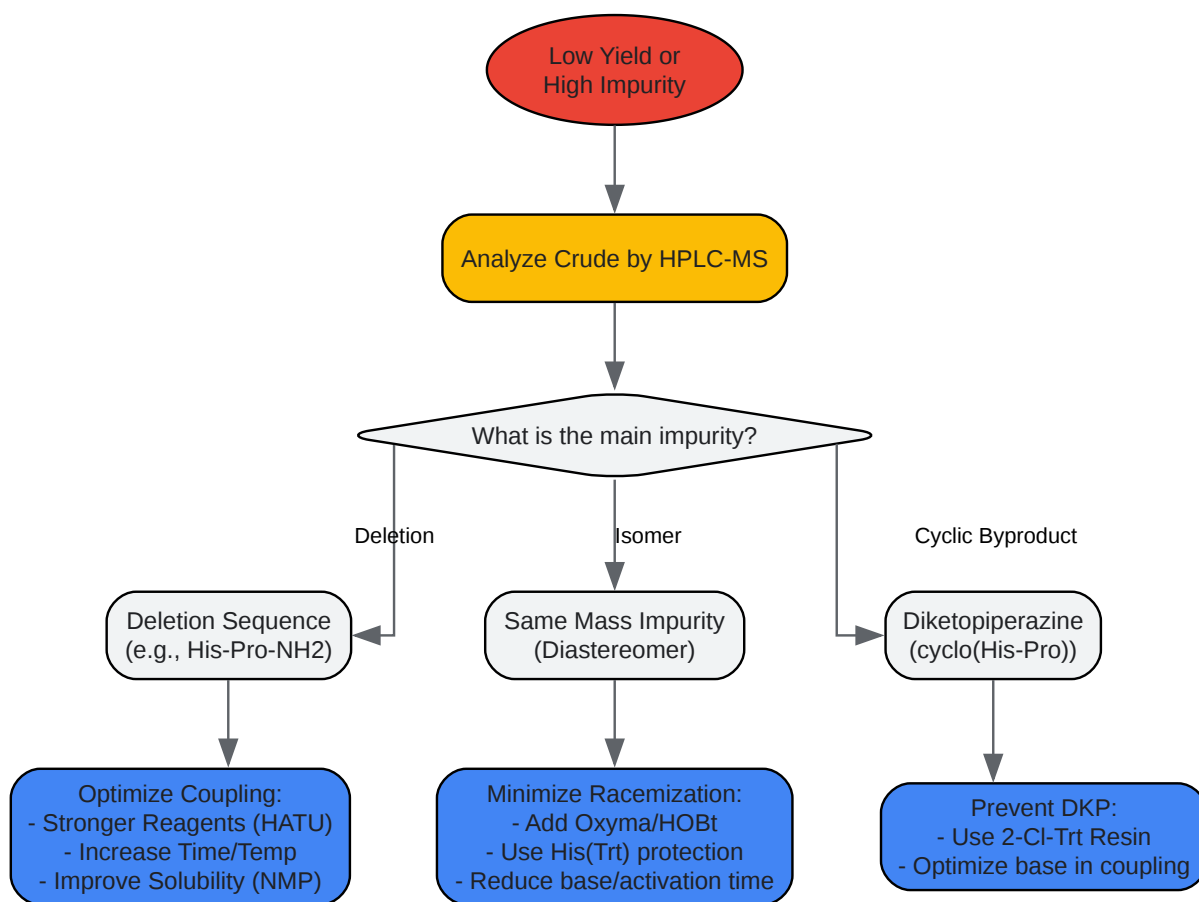 Low Yield or
High Impurity
Analyze Crude by HPLC-MS
What is the main impurity?
Deletion
Isomer
Cyclic Byproduct
Deletion Sequence
(e.g., His-Pro-NH2)
Same Mass Impurity
(Diastereomer)
Diketopiperazine
(cyclo(His-Pro))
Optimize Coupling:
- Stronger Reagents (HATU)
- Increase Time/Temp
- Improve Solubility (NMP)
Minimize Racemization:
- Add Oxyma/HOBt
- Use His(Trt) protection
- Reduce base/activation time
Prevent DKP:
- Use 2-Cl-Trt Resin
- Optimize base in coupling